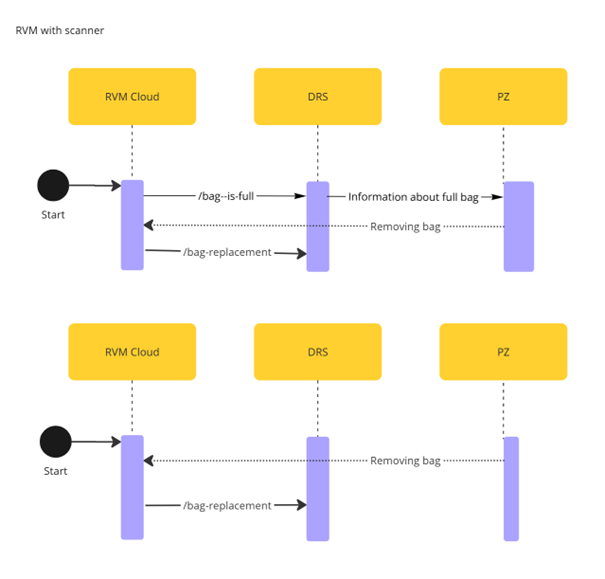 RVM with scanner
RVM Cloud
DRS
PZ
Start
/bag--is-full
Information about full bag
Removing bag
/bag-replacement
RVM Cloud
DRS
PZ
Start
Removing bag
/bag-replacement